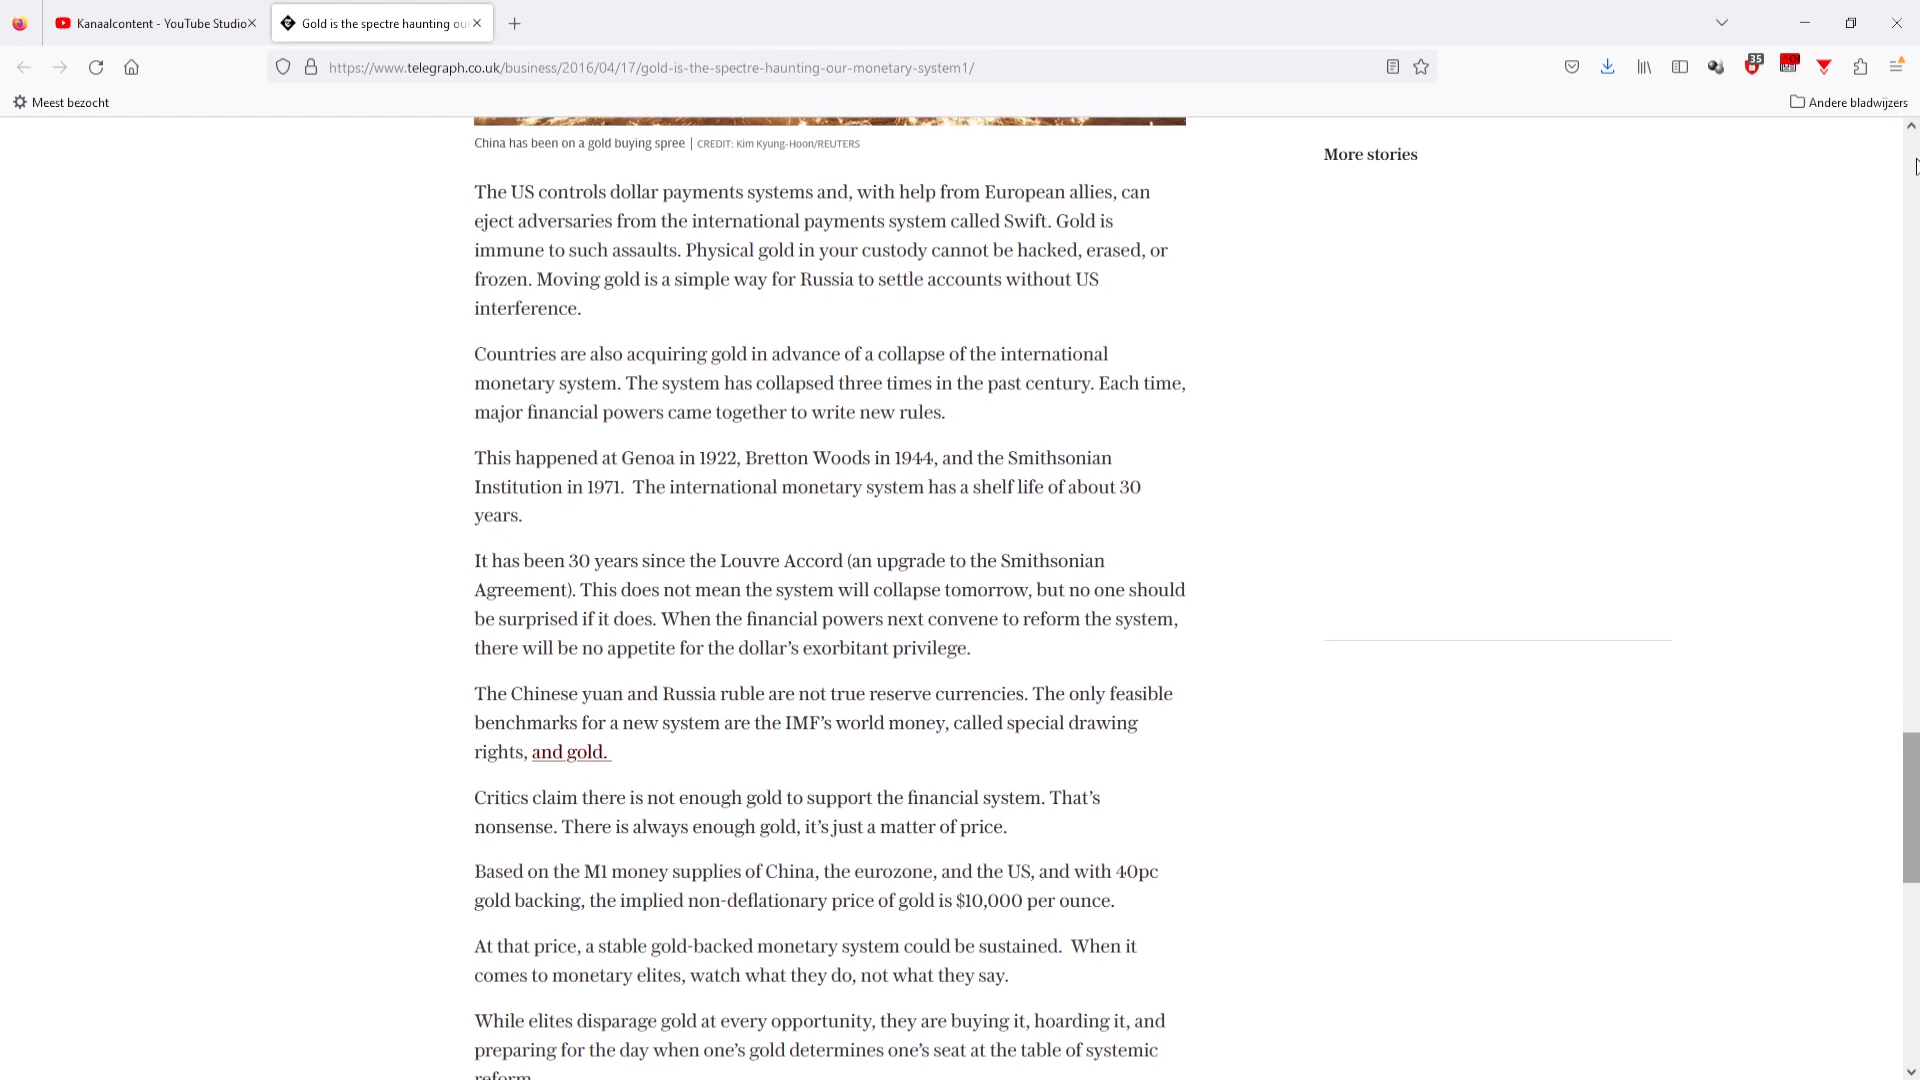 Kanaalcontent - YouTube Studio
Gold is the spectre haunting ou
https://www.telegraph.co.uk/business/2016/04/17/gold-is-the-spectre-haunting-our-monetary-system1/
35
Meest bezocht
Andere bladwijzers
China has been on a gold buying spree | CREDIT: Kim Kyung-Hoon/REUTERS
More stories
The US controls dollar payments systems and, with help from European allies, can
eject adversaries from the international payments system called Swift. Gold is
immune to such assaults. Physical gold in your custody cannot be hacked, erased, or
frozen. Moving gold is a simple way for Russia to settle accounts without US
interference.
Countries are also acquiring gold in advance of a collapse of the international
monetary system. The system has collapsed three times in the past century. Each time,
major financial powers came together to write new rules.
This happened at Genoa in 1922, Bretton Woods in 1944, and the Smithsonian
Institution in 1971.  The international monetary system has a shelf life of about 30
years.
It has been 30 years since the Louvre Accord (an upgrade to the Smithsonian
Agreement). This does not mean the system will collapse tomorrow, but no one should
be surprised if it does. When the financial powers next convene to reform the system,
there will be no appetite for the dollar’s exorbitant privilege.
The Chinese yuan and Russia ruble are not true reserve currencies. The only feasible
benchmarks for a new system are the IMF’s world money, called special drawing
rights, and gold.
Critics claim there is not enough gold to support the financial system. That’s
nonsense. There is always enough gold, it’s just a matter of price.
Based on the M1 money supplies of China, the eurozone, and the US, and with 40pc
gold backing, the implied non-deflationary price of gold is $10,000 per ounce.
At that price, a stable gold-backed monetary system could be sustained.  When it
comes to monetary elites, watch what they do, not what they say.
While elites disparage gold at every opportunity, they are buying it, hoarding it, and
preparing for the day when one’s gold determines one’s seat at the table of systemic
reform.